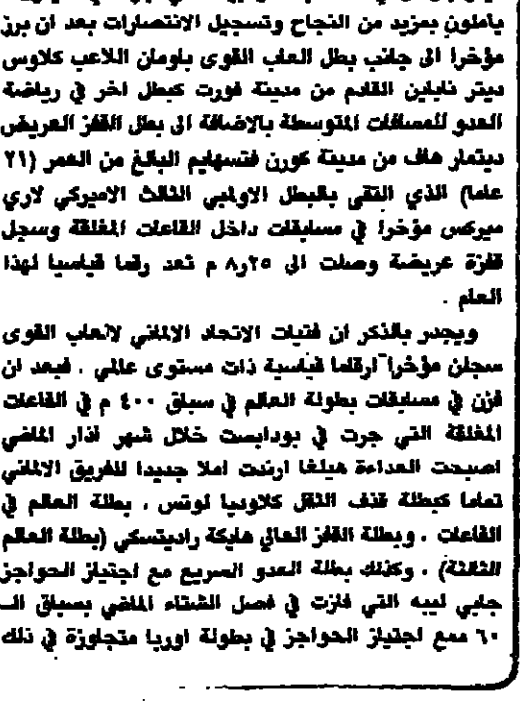 ياملون بمزيد من النجاح وتسجيل الانتصارات بعد ان برز
مؤخرا الى جانب بطل العاب القوى باومان اللاعب كلاوس
ديتر نابلين القادم من مدينة فورت كبطل اخر في رياضة
العدو للمسافات المتوسطة بالاضافة الى بطل القفز العريض
ديتمار هاف من مدينة كورن فتسهايم البالغ من العمر (٢١
عاما) الذي التقى بالبطل الاولمبي الثالث الاميركي لاري
ميركس مؤخرا في مسابقات داخل القاعات المغلقة وسجل
قفزة عريضة وصلت الى ٨٫٢٥ م تعد رقما قياسيا لهذا
العام .
ويجدر بالذكر ان فتيات الاتحاد الالماني لالعاب القوى
سجلن مؤخرا ارقاما قياسية ذات مستوى عالي . فبعد ان
فزن في مسابقات بطولة العالم في سباق ٤٠٠ م في القاعات
المغلقة التي جرت في بودابست خلال شهر اذار الماضي
اصبحت العداءة هيلغا ارندت املا جديدا للفريق الالماني
تماما كبطلة قذف الثقل كلاوديا لوتس ، بطلة العالم في
القاعات ، وبطلة القفز العالي هايكة راديتسكي (بطلة العالم
الثالثة) ، وكذلك بطلة العدو السريع مع اجتياز الحواجز
جابي ليبه التي فازت في فصل الشتاء الماضي بسباق الـ
٦٠ ممع اجتياز الحواجز في بطولة اوربا متجاوزة في ذلك